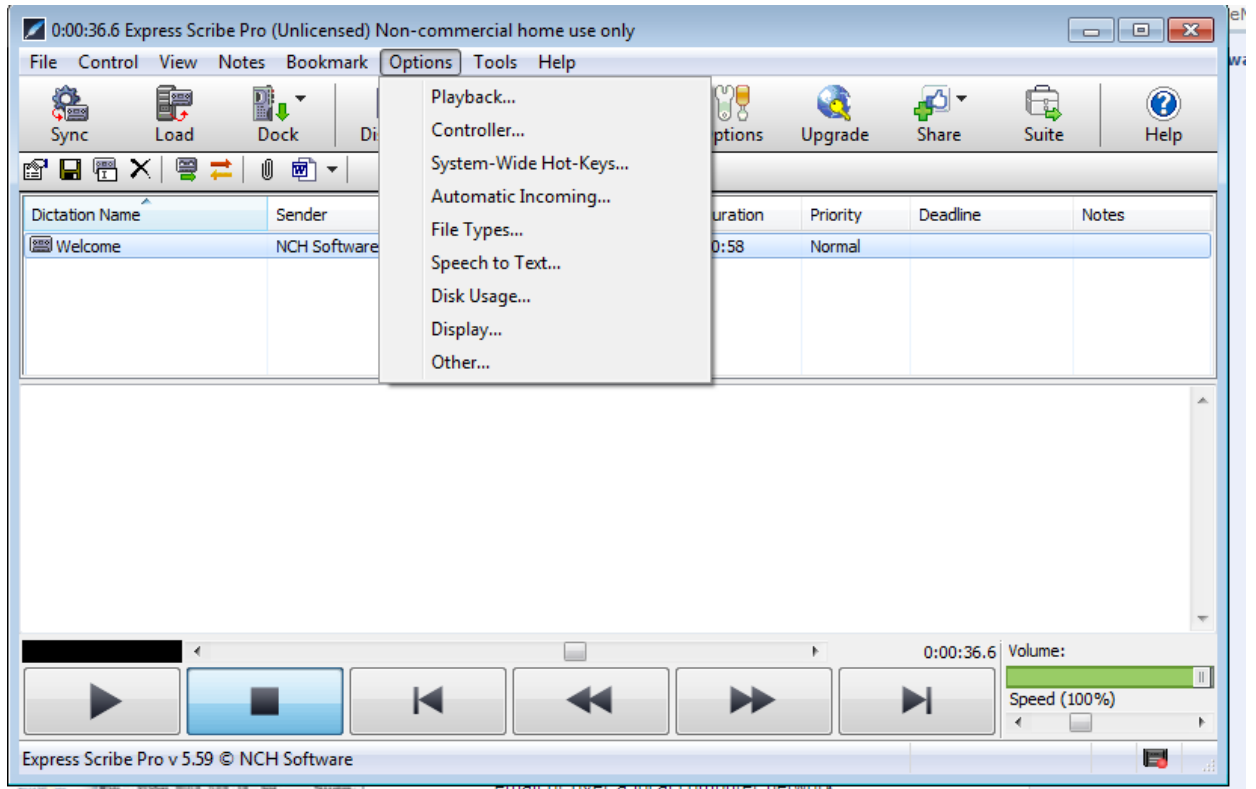 0:00:36.6 Express Scribe Pro (Unlicensed) Non-commercial home use only
File Control View Notes Bookmark Options Tools Help
Playback...
Controller...
System-Wide Hot-Keys...
Automatic Incoming...
File Types...
Speech to Text...
Disk Usage...
Display...
Other...
Sync Load Dock Di ptions Upgrade Share Suite Help
Dictation Name Sender uration Priority Deadline Notes
Welcome NCH Software 0:58 Normal
0:00:36.6 Volume:
Speed (100%)
Express Scribe Pro v 5.59 © NCH Software